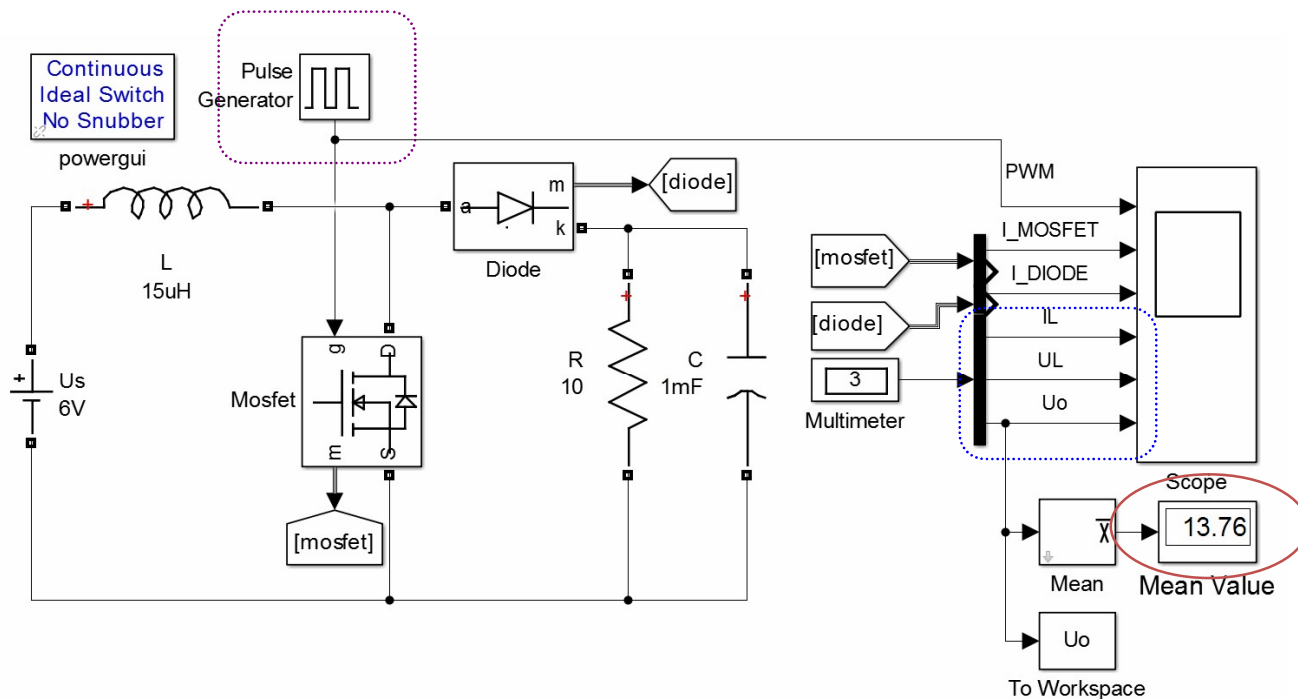 Continuous
Ideal Switch
No Snubber
powergui
Pulse
Generator
L
15uH
Us
6V
Mosfet
g
D
m
S
[mosfet]
a
m
k
Diode
[diode]
R
10
C
1mF
[mosfet]
[diode]
3
Multimeter
PWM
I_MOSFET
I_DIODE
IL
UL
Uo
Scope
X
Mean
13.76
Mean Value
Uo
To Workspace